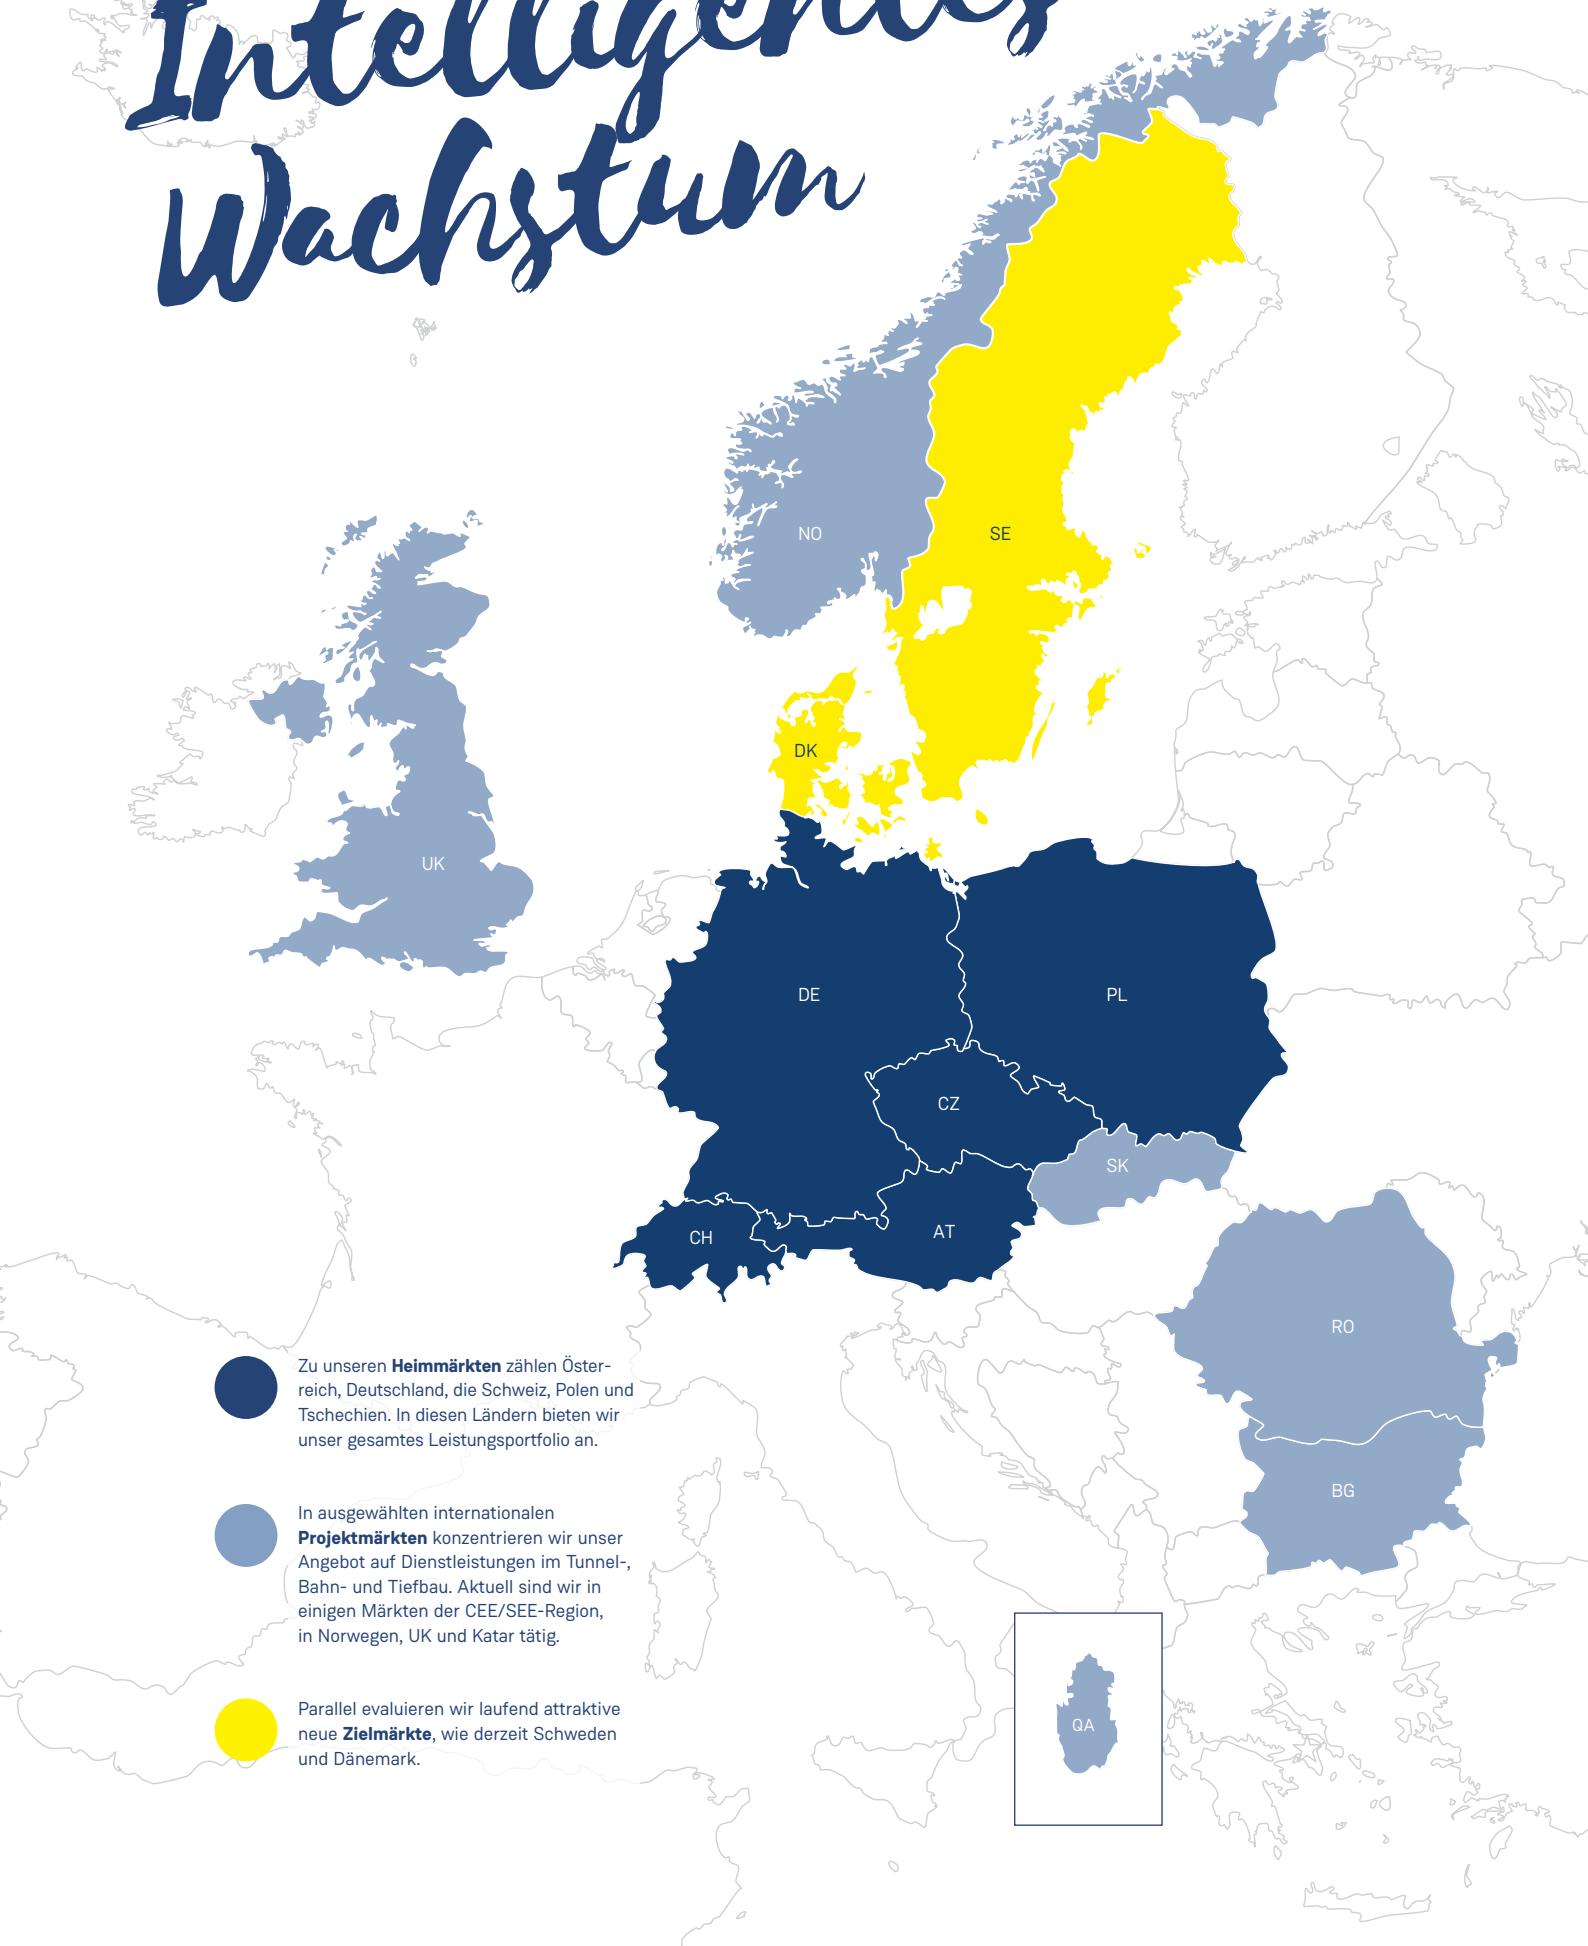 Intelligentes
Wachstum
NO
SE
DK
UK
DE
PL
CZ
SK
CH
AT
RO
BG
Zu unseren Heimmärkten zählen Öster-
reich, Deutschland, die Schweiz, Polen und
Tschechien. In diesen Ländern bieten wir
unser gesamtes Leistungsportfolio an.
In ausgewählten internationalen
Projektmärkten konzentrieren wir unser
Angebot auf Dienstleistungen im Tunnel-,
Bahn- und Tiefbau. Aktuell sind wir in
einigen Märkten der CEE/SEE-Region,
in Norwegen, UK und Katar tätig.
Parallel evaluieren wir laufend attraktive
neue Zielmärkte, wie derzeit Schweden
und Dänemark.
QA